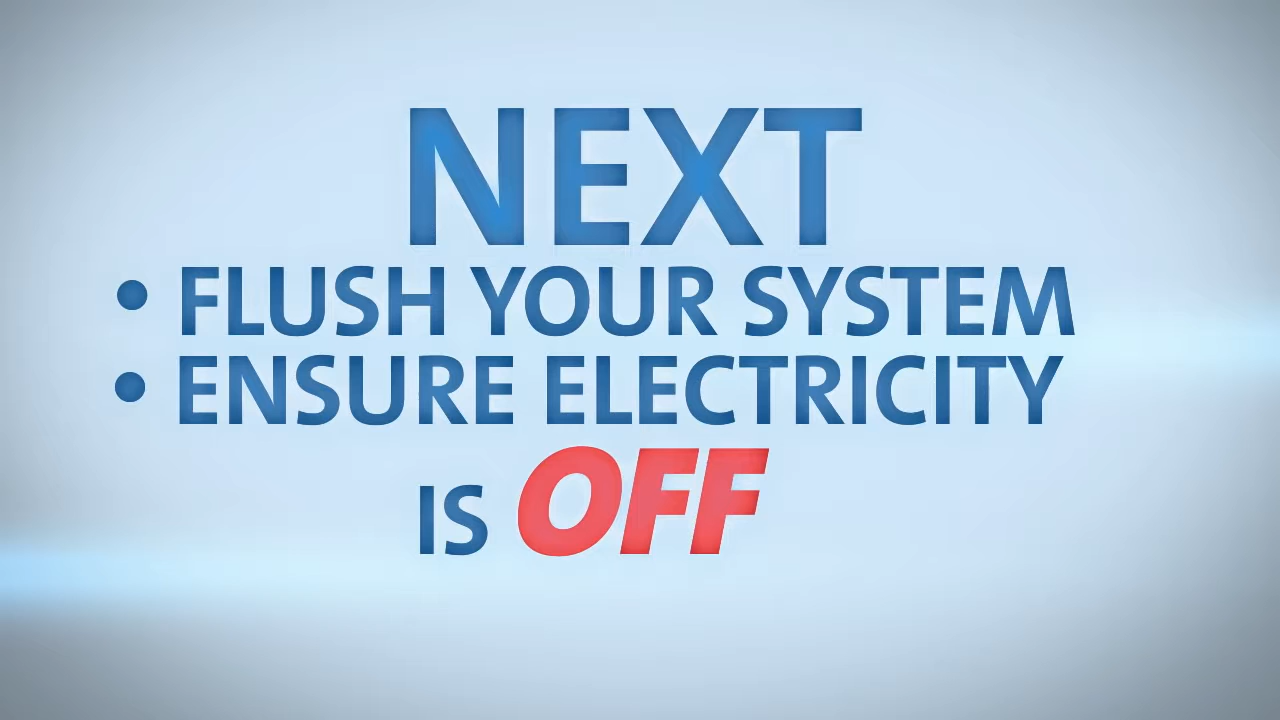 NEXT
• FLUSH YOUR SYSTEM
• ENSURE ELECTRICITY
IS OFF